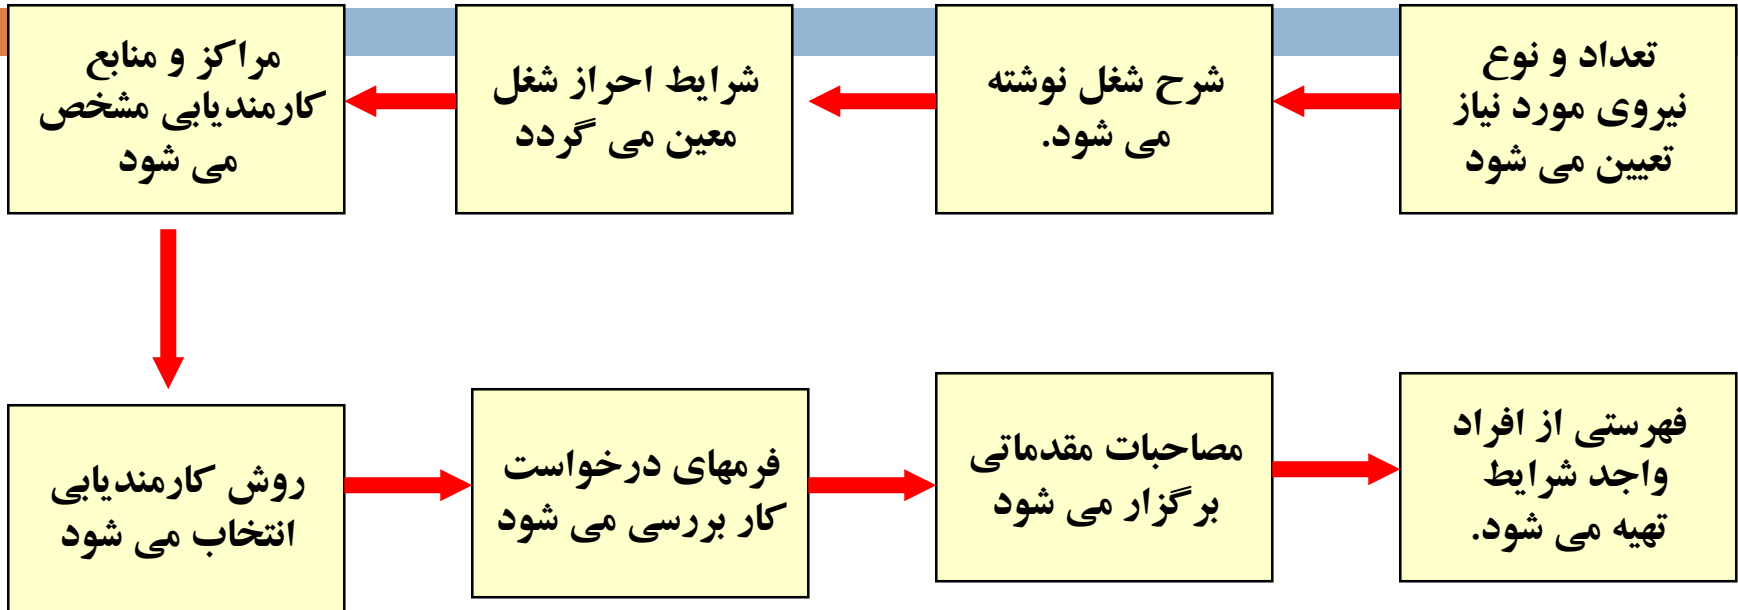 تعداد و نوع
نیروی مورد نیاز
تعیین می شود
شرح شغل نوشته
می شود.
شرایط احراز شغل
معین می گردد
مراکز و منابع
کارمندیابی مشخص
می شود
روش کارمندیابی
انتخاب می شود
فرمهای درخواست
کار بررسی می شود
مصاحبات مقدماتی
برگزار می شود
فهرستی از افراد
واجد شرایط
تهیه می شود.